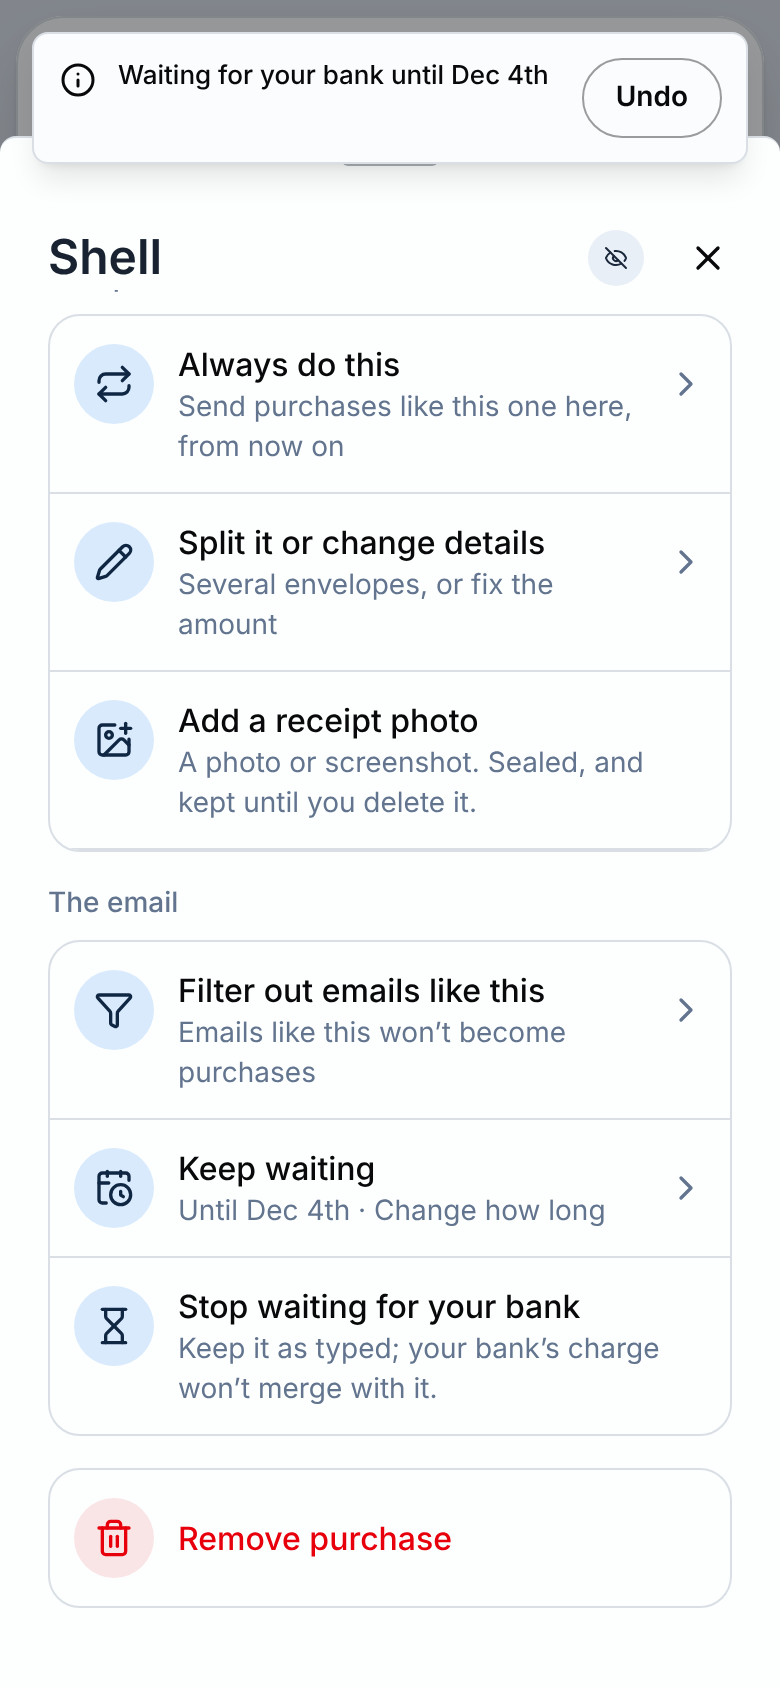 Waiting for your bank until Dec 4th
Undo
Shell
Always do this
Send purchases like this one here,
from now on
Split it or change details
Several envelopes, or fix the
amount
Add a receipt photo
A photo or screenshot. Sealed, and
kept until you delete it.
The email
Filter out emails like this
Emails like this won’t become
purchases
Keep waiting
Until Dec 4th · Change how long
Stop waiting for your bank
Keep it as typed; your bank’s charge
won’t merge with it.
Remove purchase